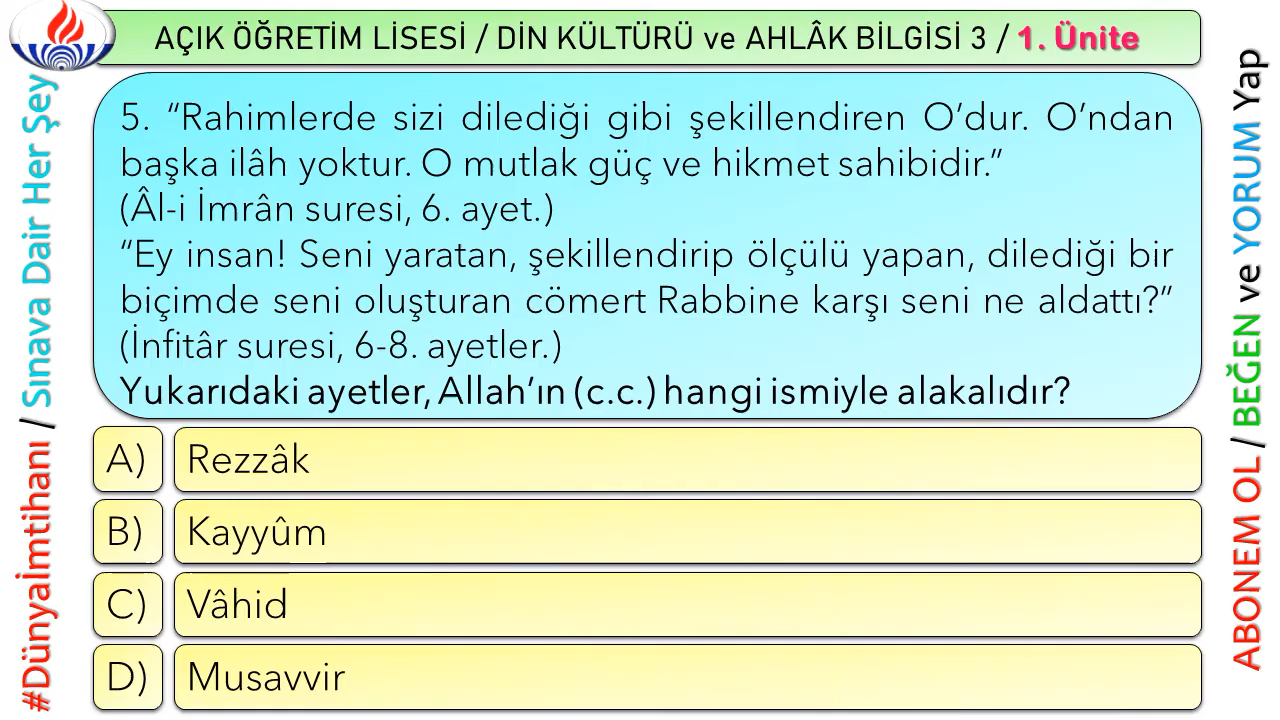 AÇIK ÖĞRETİM LİSESİ / DİN KÜLTÜRÜ ve AHLÂK BİLGİSİ 3 / 1. Ünite
5. “Rahimlerde sizi dilediği gibi şekillendiren O’dur. O’ndan
başka ilâh yoktur. O mutlak güç ve hikmet sahibidir.”
(Âl-i İmrân suresi, 6. ayet.)
“Ey insan! Seni yaratan, şekillendirip ölçülü yapan, dilediği bir
biçimde seni oluşturan cömert Rabbine karşı seni ne aldattı?”
(İnfitâr suresi, 6-8. ayetler.)
Yukarıdaki ayetler, Allah’ın (c.c.) hangi ismiyle alakalıdır?
A) Rezzâk
B) Kayyûm
C) Vâhid
D) Musavvir
#Dünyaİmtihanı / Sınava Dair Her Şey
ABONEM OL / BEĞEN ve YORUM Yap